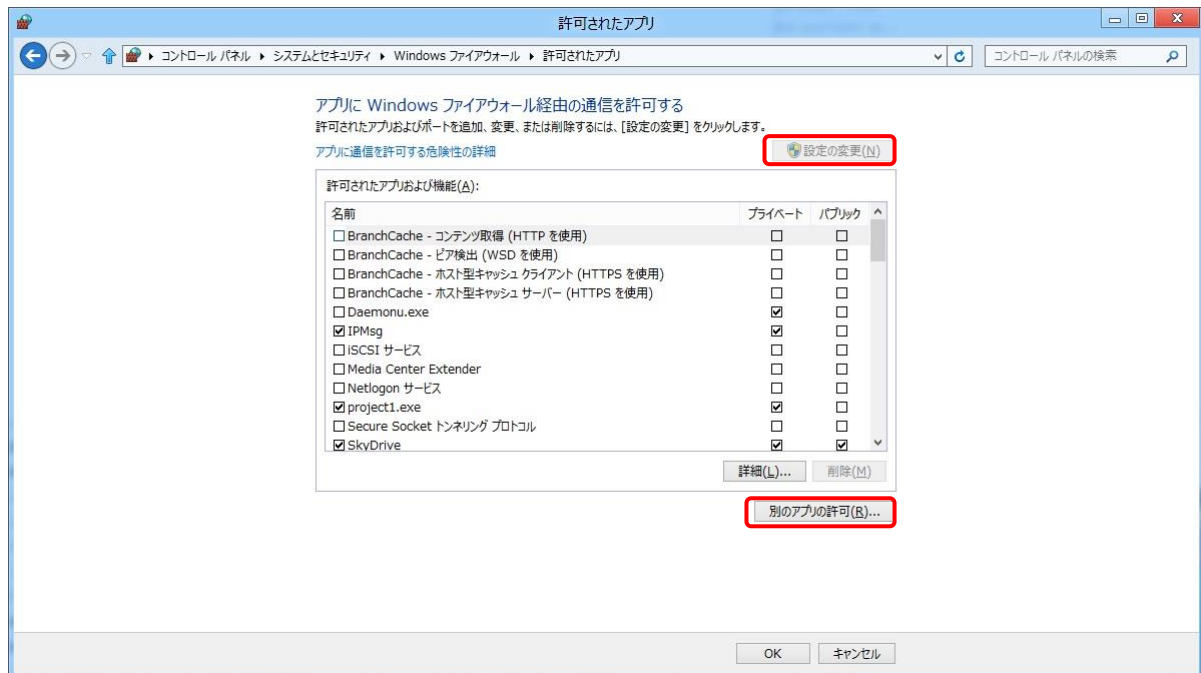 許可されたアプリ
コントロール パネル ▸ システムとセキュリティ ▸ Windows ファイアウォール ▸ 許可されたアプリ
コントロール パネルの検索
アプリに Windows ファイアウォール経由の通信を許可する
許可されたアプリおよびポートを追加、変更、または削除するには、[設定の変更] をクリックします。
アプリに通信を許可する危険性の詳細
設定の変更(N)
許可されたアプリおよび機能(A):
名前 プライベート パブリック
BranchCache - コンテンツ取得 (HTTP を使用)
BranchCache - ピア検出 (WSD を使用)
BranchCache - ホスト型キャッシュ クライアント (HTTPS を使用)
BranchCache - ホスト型キャッシュ サーバー (HTTPS を使用)
Daemonu.exe
IPMsg
iSCSI サービス
Media Center Extender
Netlogon サービス
project1.exe
Secure Socket トンネリング プロトコル
SkyDrive
詳細(L)... 削除(M)
別のアプリの許可(R)...
OK キャンセル